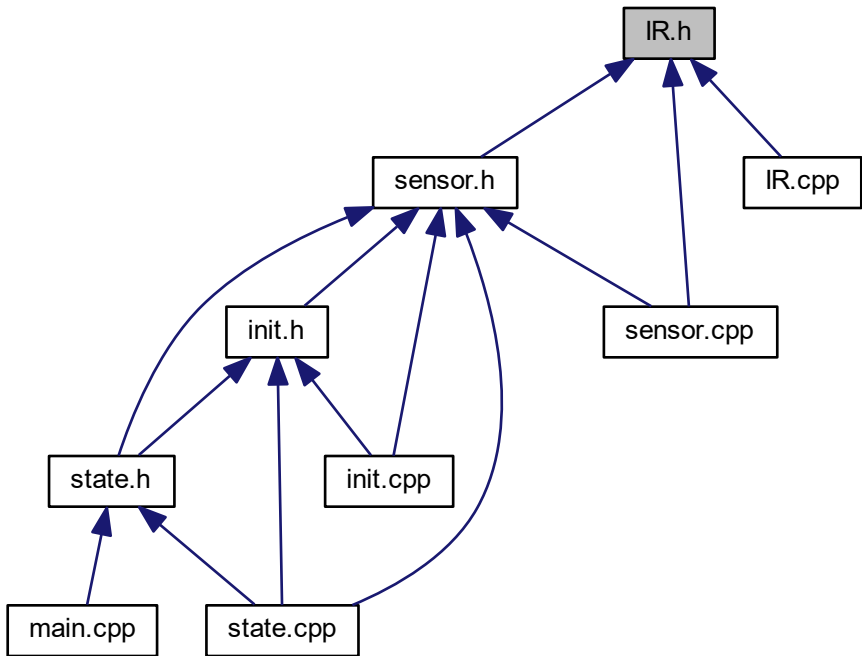 IR.h
sensor.h
IR.cpp
init.h
sensor.cpp
state.h
init.cpp
main.cpp
state.cpp